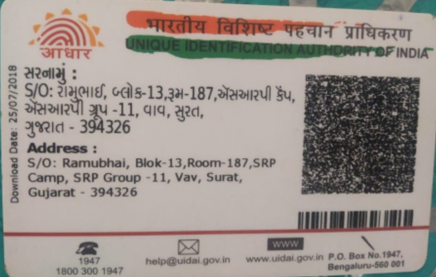 भारतीय विशिष्ट पहचान प्राधिकरण
UNIQUE IDENTIFICATION AUTHORITY OF INDIA
आधार
Download Date: 25/07/2018
સરનામું :
S/O: રામુભાઈ, બ્લોક-13,રૂમ-187,એસઆરપી કેંપ,
એસઆરપી ગ્રૂપ -11, વાવ, સુરત,
ગુજરાત - 394326
Address :
S/O: Ramubhai, Blok-13,Room-187,SRP
Camp, SRP Group -11, Vav, Surat,
Gujarat - 394326
1947
1800 300 1947
help@uidai.gov.in
WWW
www.uidai.gov.in
P.O. Box No.1947,
Bengaluru-560 001